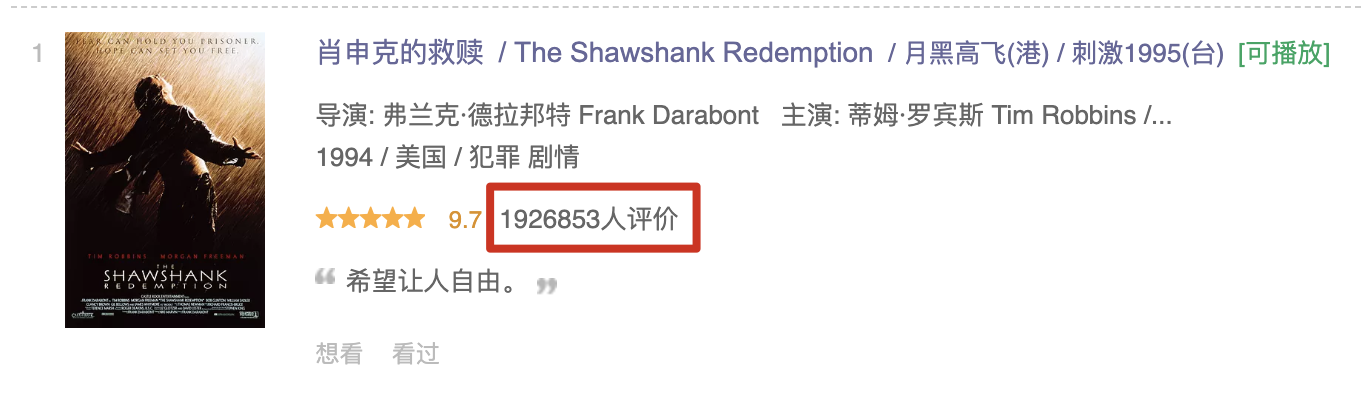 1
FEAR CAN HOLD YOU PRISONER.
HOPE CAN SET YOU FREE.
TIM ROBBINS MORGAN FREEMAN
THE
SHAWSHANK
REDEMPTION
肖申克的救赎 / The Shawshank Redemption / 月黑高飞(港) / 刺激1995(台) [可播放]
导演: 弗兰克·德拉邦特 Frank Darabont 主演: 蒂姆·罗宾斯 Tim Robbins /...
1994 / 美国 / 犯罪 剧情
9.7 1926853人评价
“ 希望让人自由。 ”
想看 看过